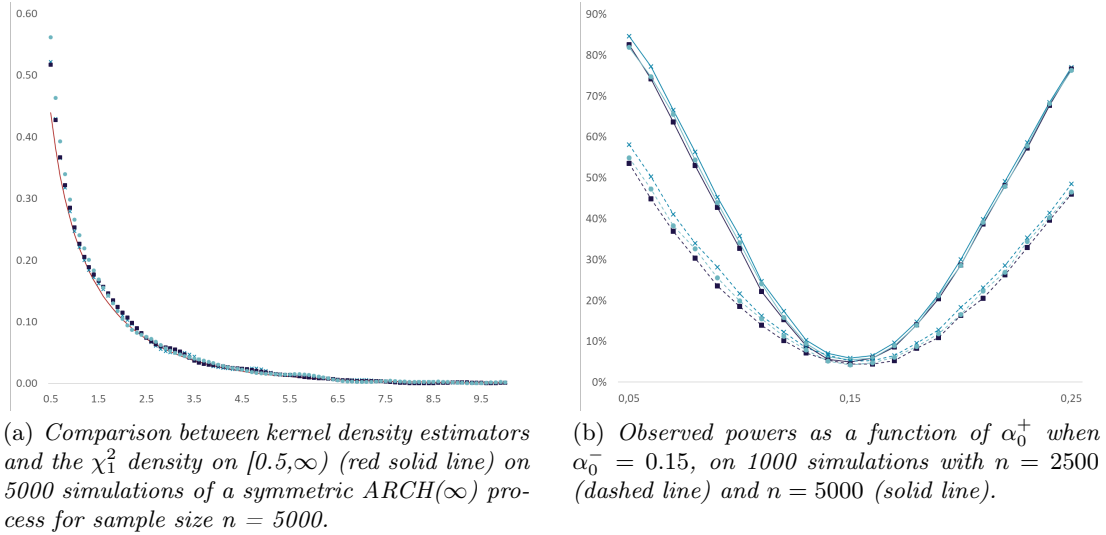 0.60
0.50
0.40
0.30
0.20
0.10
0.00
0.5 1.5 2.5 3.5 4.5 5.5 6.5 7.5 8.5 9.5
(a) Comparison between kernel density estimators
and the χ₁² density on [0.5,∞) (red solid line) on
5000 simulations of a symmetric ARCH(∞) pro-
cess for sample size n = 5000.
90%
80%
70%
60%
50%
40%
30%
20%
10%
0%
0,05 0,15 0,25
(b) Observed powers as a function of α₀⁺ when
α₀⁻ = 0.15, on 1000 simulations with n = 2500
(dashed line) and n = 5000 (solid line).